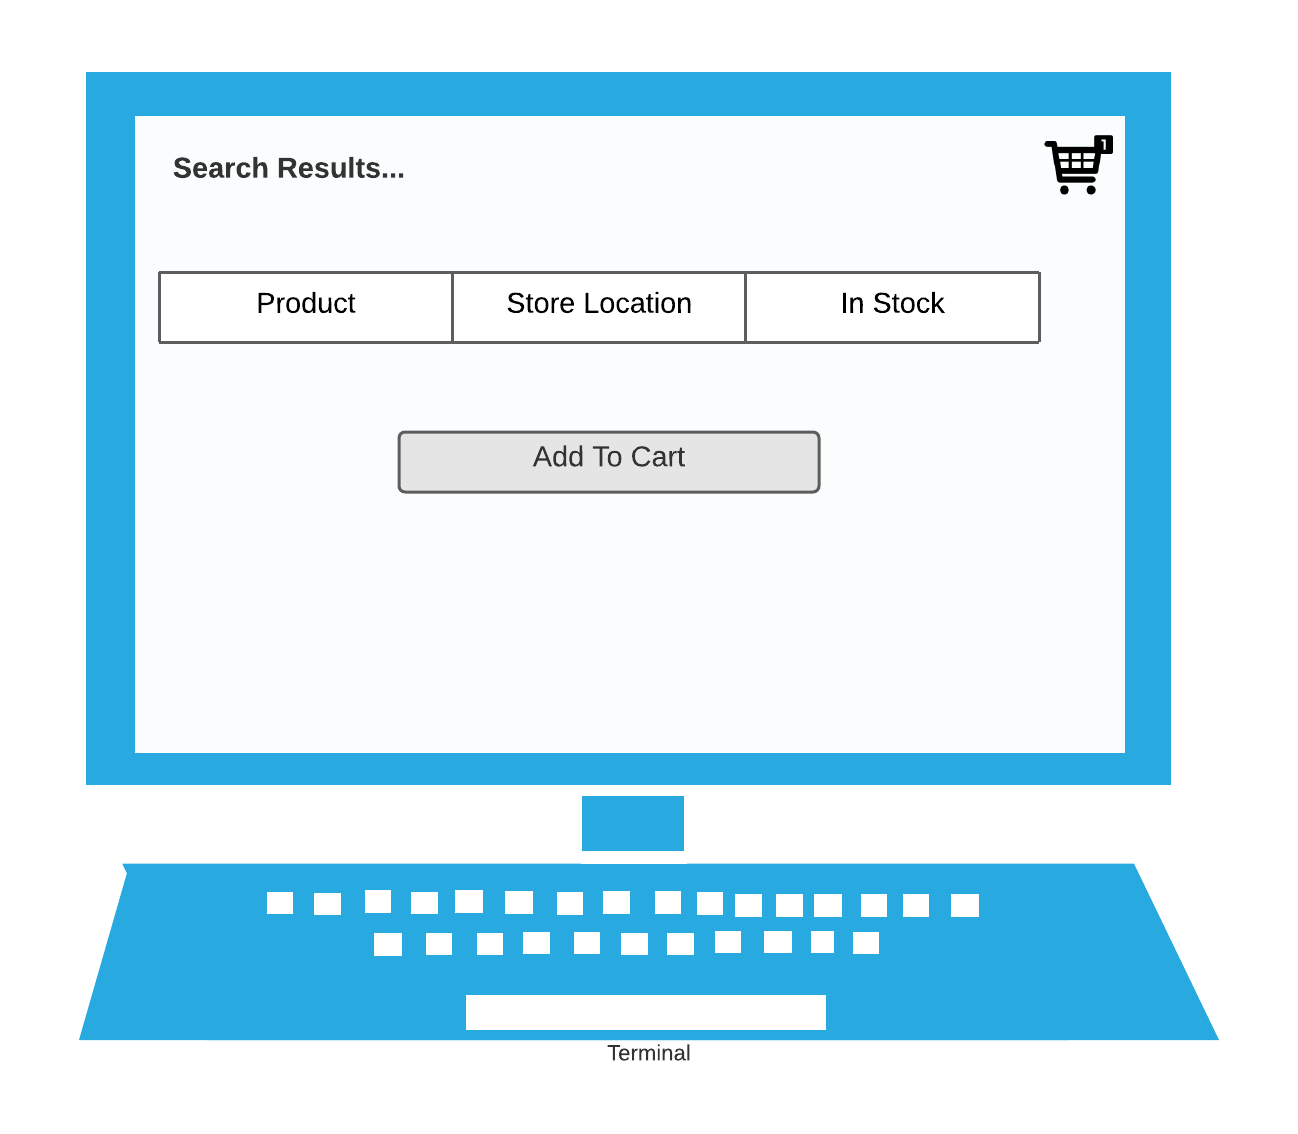 Search Results...
1
Product Store Location In Stock
Add To Cart
Terminal